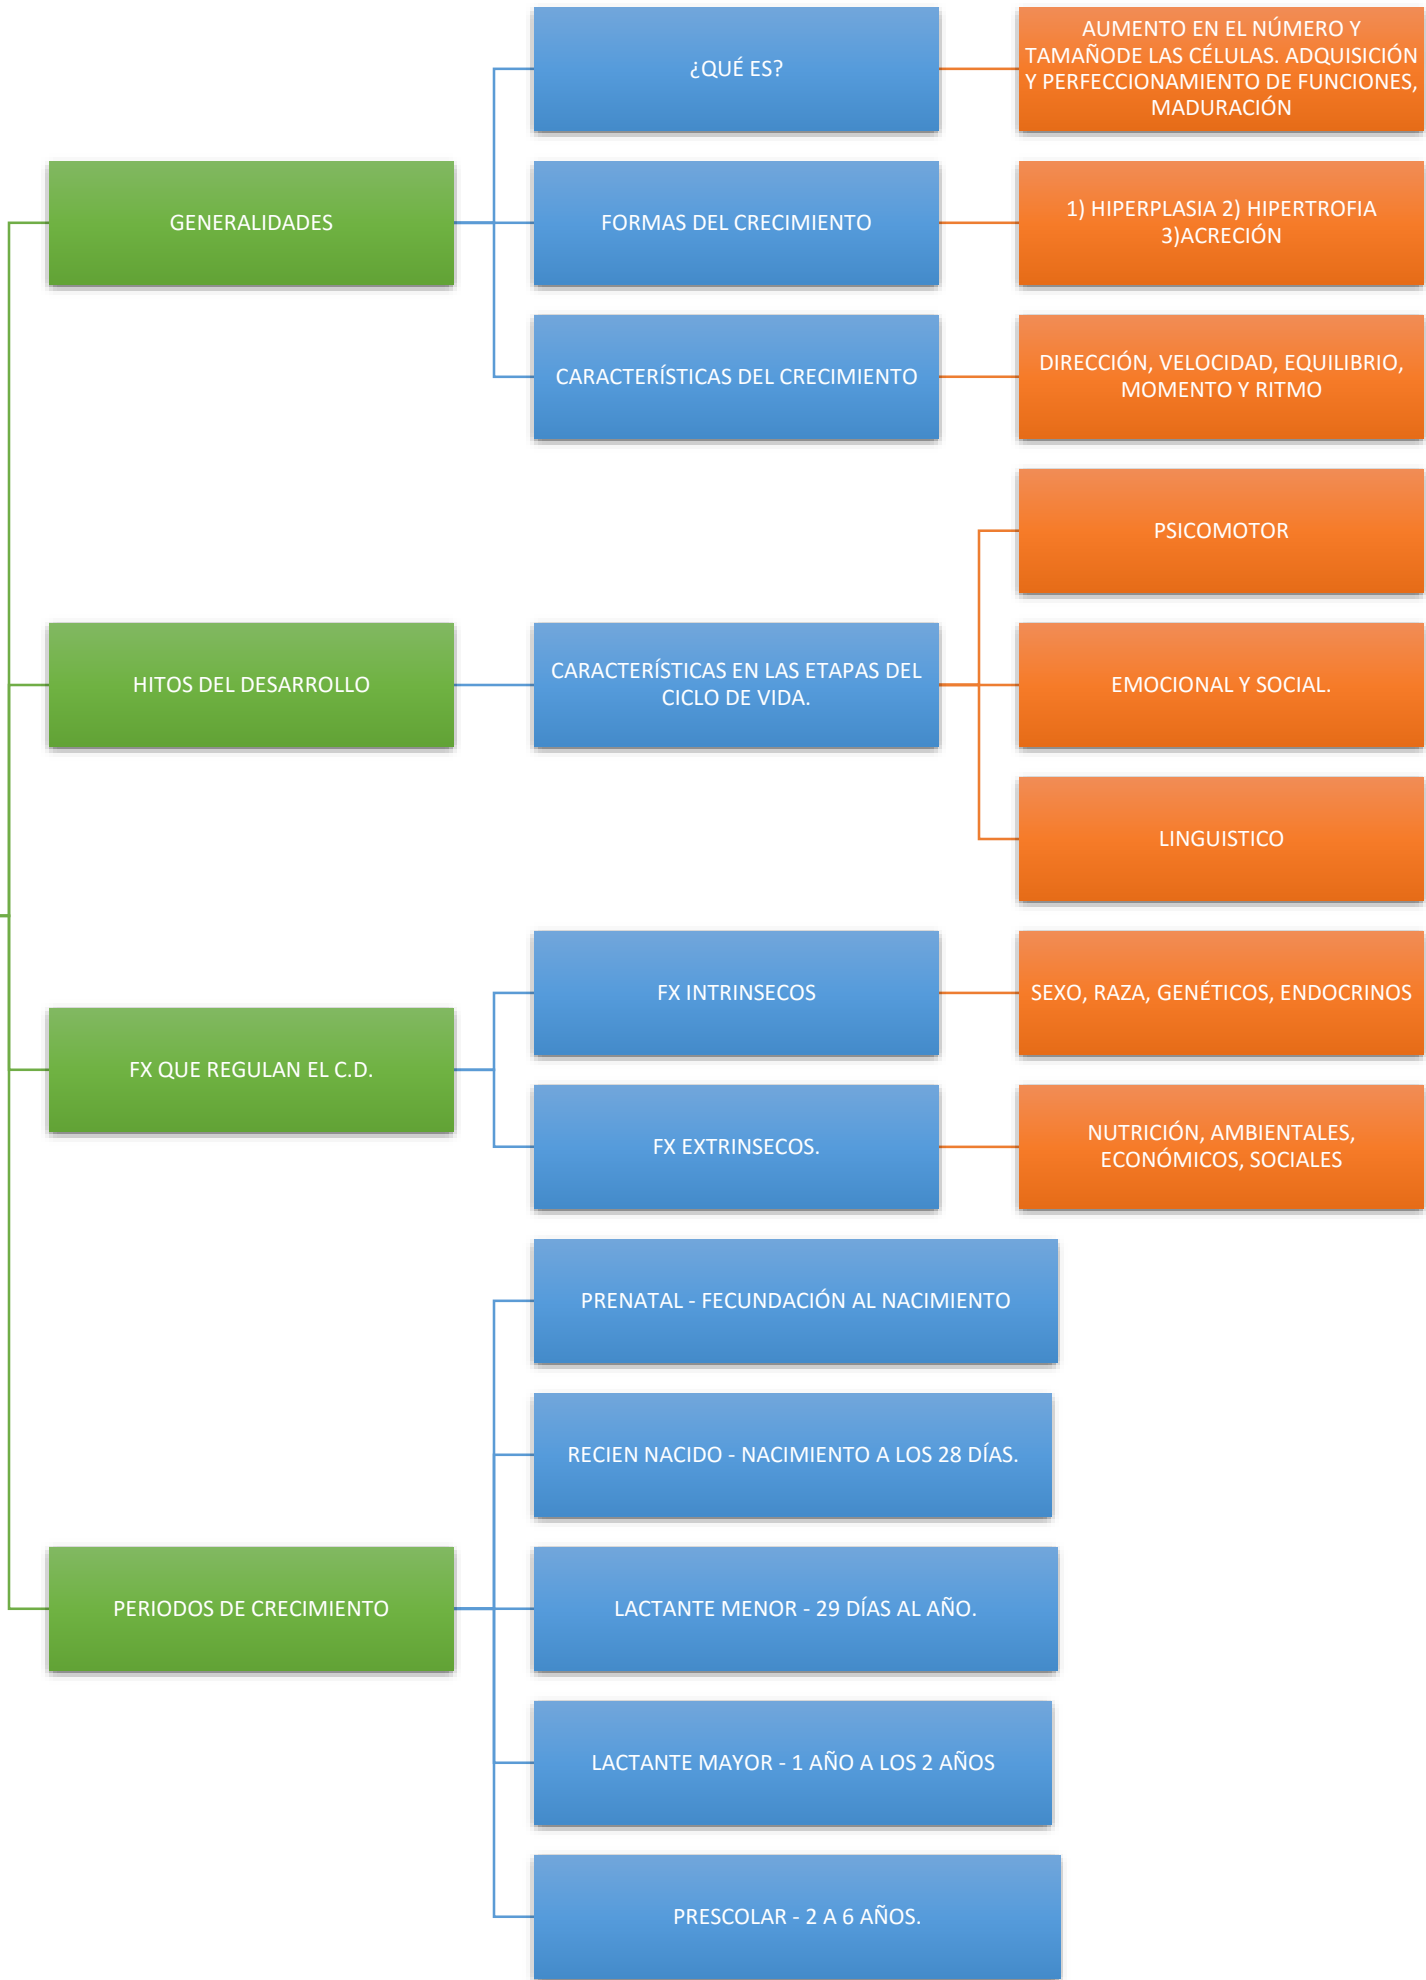 GENERALIDADES
¿QUÉ ES?
AUMENTO EN EL NÚMERO Y
TAMAÑODE LAS CÉLULAS. ADQUISICIÓN
Y PERFECCIONAMIENTO DE FUNCIONES,
MADURACIÓN
FORMAS DEL CRECIMIENTO
1) HIPERPLASIA 2) HIPERTROFIA
3)ACRECIÓN
CARACTERÍSTICAS DEL CRECIMIENTO
DIRECCIÓN, VELOCIDAD, EQUILIBRIO,
MOMENTO Y RITMO
HITOS DEL DESARROLLO
CARACTERÍSTICAS EN LAS ETAPAS DEL
CICLO DE VIDA.
PSICOMOTOR
EMOCIONAL Y SOCIAL.
LINGUISTICO
FX QUE REGULAN EL C.D.
FX INTRINSECOS
SEXO, RAZA, GENÉTICOS, ENDOCRINOS
FX EXTRINSECOS.
NUTRICIÓN, AMBIENTALES,
ECONÓMICOS, SOCIALES
PERIODOS DE CRECIMIENTO
PRENATAL - FECUNDACIÓN AL NACIMIENTO
RECIEN NACIDO - NACIMIENTO A LOS 28 DÍAS.
LACTANTE MENOR - 29 DÍAS AL AÑO.
LACTANTE MAYOR - 1 AÑO A LOS 2 AÑOS
PRESCOLAR - 2 A 6 AÑOS.